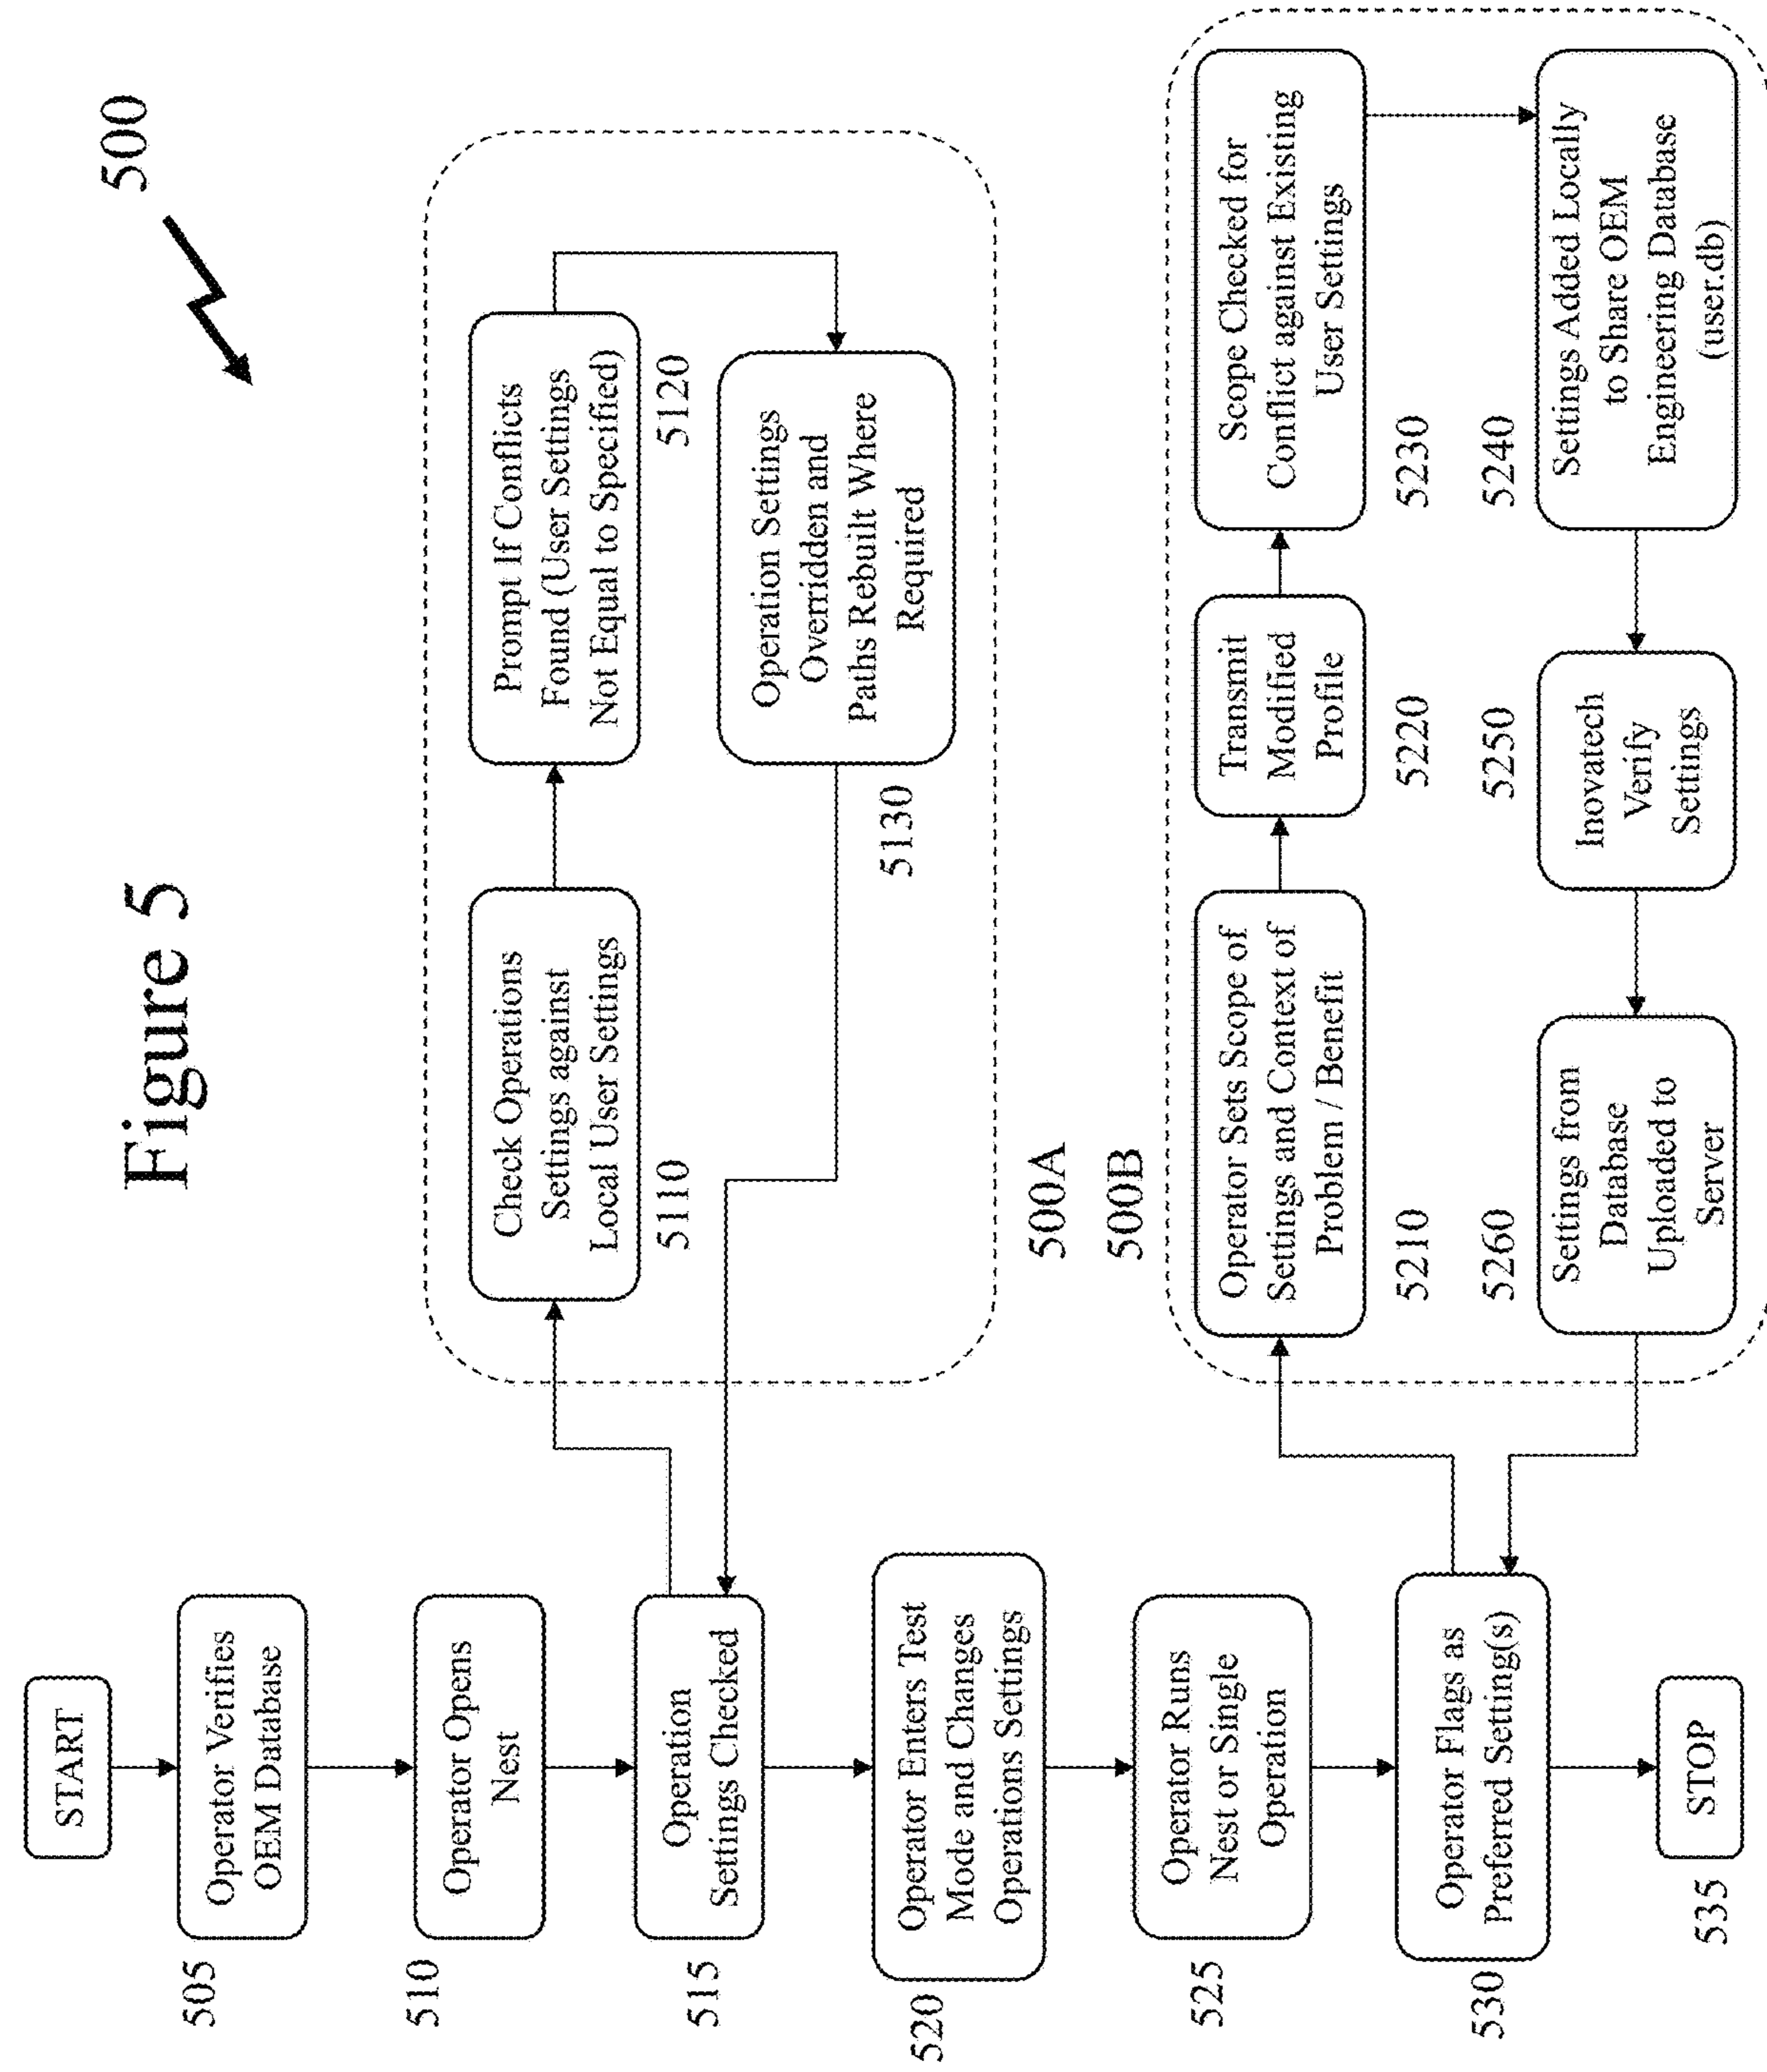 Figure 5
500
START
Operator Verifies
OEM Database
505
Operator Opens
Nest
510
Operation
Settings Checked
515
Operator Enters Test
Mode and Changes
Operations Settings
520
Operator Runs
Nest or Single
Operation
525
Operator Flags as
Preferred Setting(s)
530
STOP
535
Check Operations
Settings against
Local User Settings
5110
Prompt If Conflicts
Found (User Settings
Not Equal to Specified)
5120
Operation Settings
Overridden and
Paths Rebuilt Where
Required
5130
500A
500B
Operator Sets Scope of
Settings and Context of
Problem / Benefit
5210
Transmit
Modified
Profile
5220
Scope Checked for
Conflict against Existing
User Settings
5230
Settings Added Locally
to Share OEM
Engineering Database
(user.db)
5240
Inovatech
Verify
Settings
5250
Settings from
Database
Uploaded to
Server
5260